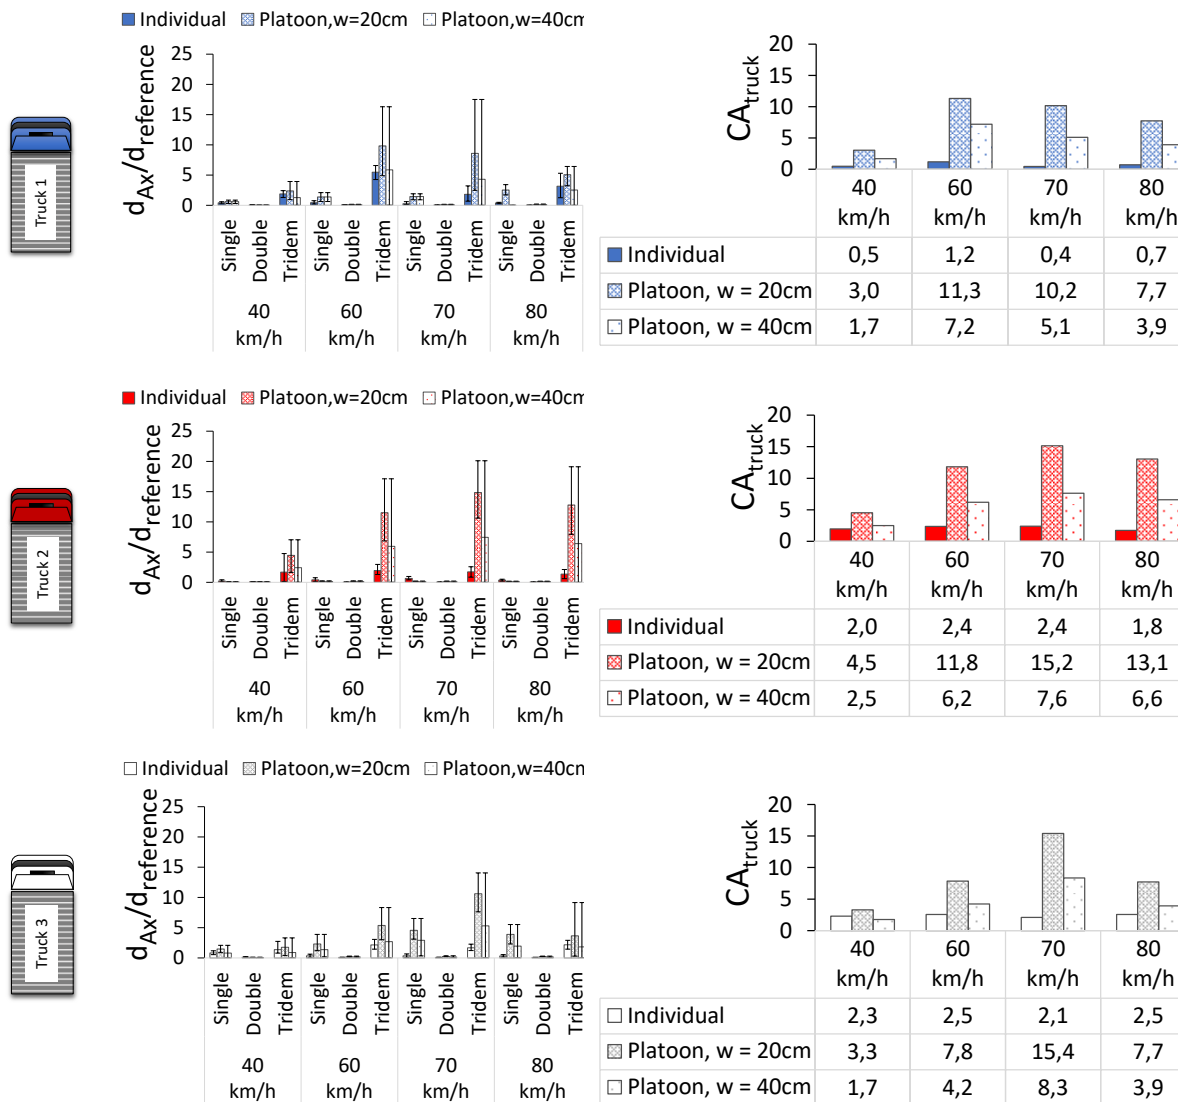 Individual Platoon,w=20cm Platoon,w=40cm
Truck 1
d_Ax/d_reference
25
20
15
10
5
0
Single Double Tridem Single Double Tridem Single Double Tridem Single Double Tridem
40 60 70 80
km/h km/h km/h km/h
CA_truck
20
15
10
5
0
40 60 70 80
km/h km/h km/h km/h
Individual 0,5 1,2 0,4 0,7
Platoon, w = 20cm 3,0 11,3 10,2 7,7
Platoon, w = 40cm 1,7 7,2 5,1 3,9
Individual Platoon,w=20cm Platoon,w=40cm
Truck 2
d_Ax/d_reference
25
20
15
10
5
0
Single Double Tridem Single Double Tridem Single Double Tridem Single Double Tridem
40 60 70 80
km/h km/h km/h km/h
CA_truck
20
15
10
5
0
40 60 70 80
km/h km/h km/h km/h
Individual 2,0 2,4 2,4 1,8
Platoon, w = 20cm 4,5 11,8 15,2 13,1
Platoon, w = 40cm 2,5 6,2 7,6 6,6
Individual Platoon,w=20cm Platoon,w=40cm
Truck 3
d_Ax/d_reference
25
20
15
10
5
0
Single Double Tridem Single Double Tridem Single Double Tridem Single Double Tridem
40 60 70 80
km/h km/h km/h km/h
CA_truck
20
15
10
5
0
40 60 70 80
km/h km/h km/h km/h
Individual 2,3 2,5 2,1 2,5
Platoon, w = 20cm 3,3 7,8 15,4 7,7
Platoon, w = 40cm 1,7 4,2 8,3 3,9